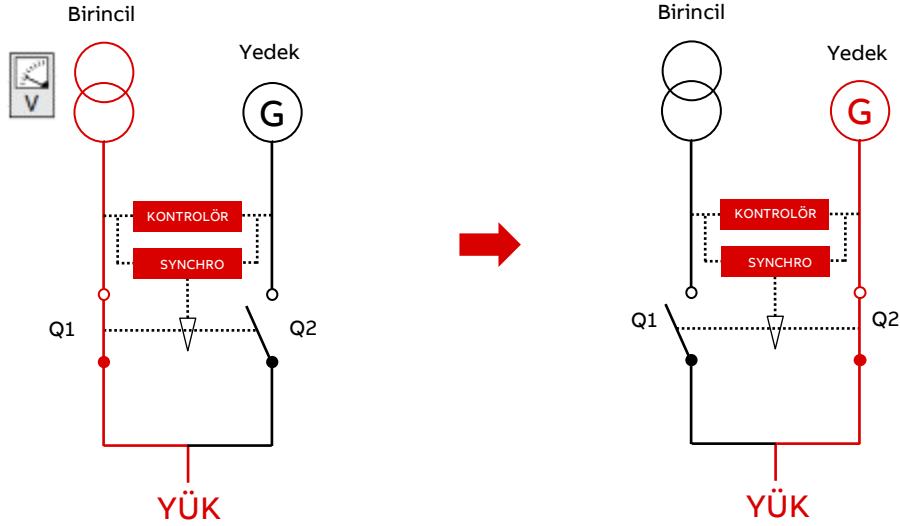 Birincil
Yedek
V
G
KONTROLÖR
SYNCHRO
Q1
Q2
YÜK
Birincil
Yedek
G
KONTROLÖR
SYNCHRO
Q1
Q2
YÜK